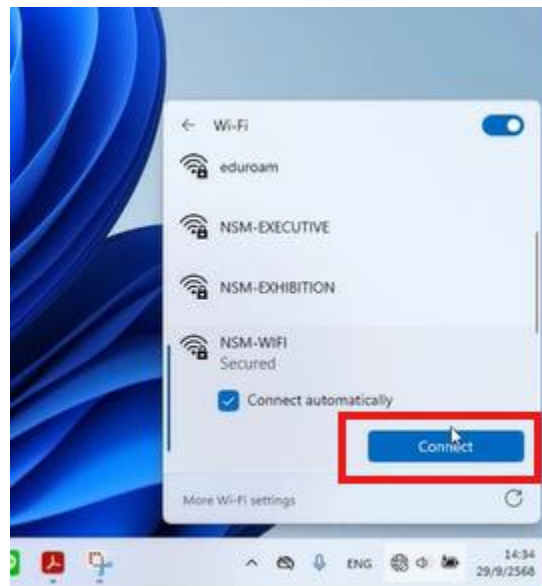 Wi-Fi
eduroam
NSM-EXECUTIVE
NSM-EXHIBITION
NSM-WIFI
Secured
Connect automatically
Connect
More Wi-Fi settings
ENG
14:34
29/9/2568